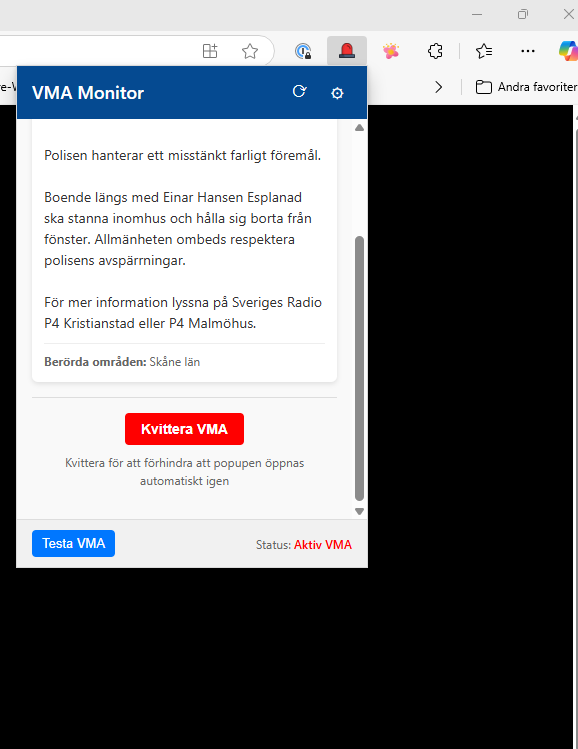 re-V
Andra favoriter
VMA Monitor
Polisen hanterar ett misstänkt farligt föremål.
Boende längs med Einar Hansen Esplanad
ska stanna inomhus och hålla sig borta från
fönster. Allmänheten ombeds respektera
polisens avspärrningar.
För mer information lyssna på Sveriges Radio
P4 Kristianstad eller P4 Malmöhus.
Berörda områden: Skåne län
Kvittera VMA
Kvittera för att förhindra att popupen öppnas
automatiskt igen
Testa VMA
Status: Aktiv VMA